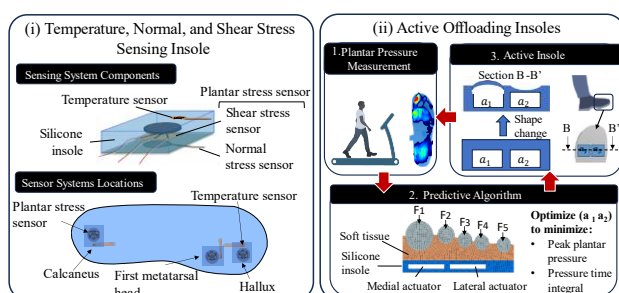 (i) Temperature, Normal, and Shear Stress
Sensing Insole
Sensing System Components
Temperature sensor
Plantar stress sensor
Shear stress
sensor
Silicone
insole
Normal
stress sensor
Sensor Systems Locations
Temperature sensor
Plantar stress
sensor
Calcaneus
First metatarsal
head
Hallux
(ii) Active Offloading Insoles
1.Plantar Pressure
Measurement
3. Active Insole
Section B -B'
a1 a2
Shape
change
a1 a2
B B'
a1 a2
2. Predictive Algorithm
F1 F2 F3 F4 F5
Soft tissue
Silicone
insole
Medial actuator
Lateral actuator
Optimize (a 1 a2)
to minimize:
• Peak plantar
pressure
• Pressure time
integral